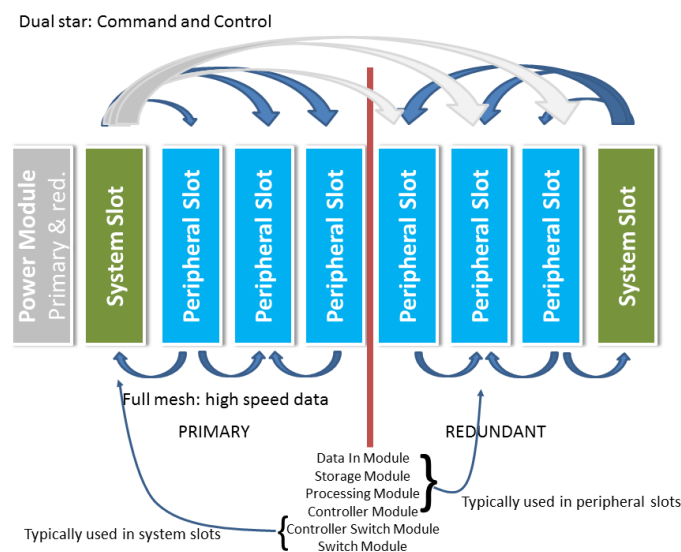 Dual star: Command and Control
Power Module
Primary & red.
System Slot
Peripheral Slot
Peripheral Slot
Peripheral Slot
Peripheral Slot
Peripheral Slot
Peripheral Slot
System Slot
Full mesh: high speed data
PRIMARY
REDUNDANT
Data In Module
Storage Module
Processing Module
Controller Module
Controller Switch Module
Switch Module
Typically used in peripheral slots
Typically used in system slots